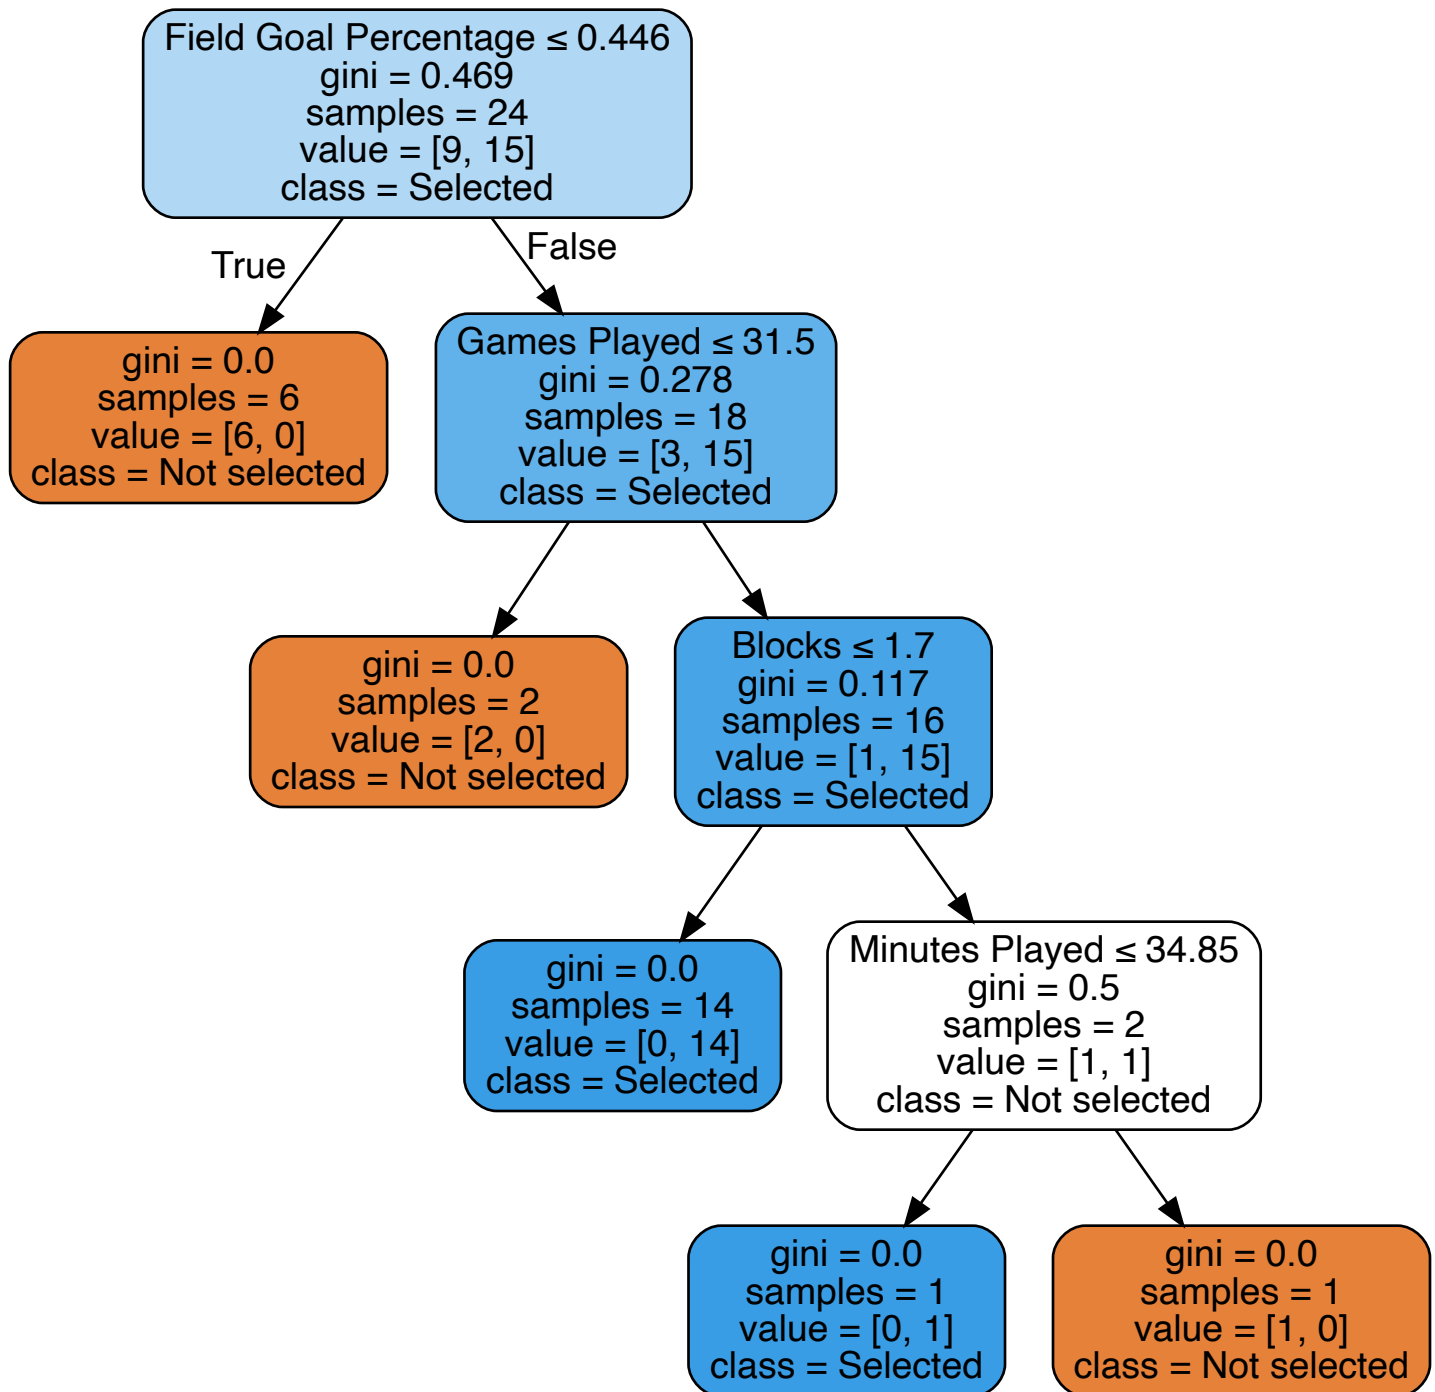 Field Goal Percentage ≤ 0.446
gini = 0.469
samples = 24
value = [9, 15]
class = Selected
True
False
gini = 0.0
samples = 6
value = [6, 0]
class = Not selected
Games Played ≤ 31.5
gini = 0.278
samples = 18
value = [3, 15]
class = Selected
gini = 0.0
samples = 2
value = [2, 0]
class = Not selected
Blocks ≤ 1.7
gini = 0.117
samples = 16
value = [1, 15]
class = Selected
gini = 0.0
samples = 14
value = [0, 14]
class = Selected
Minutes Played ≤ 34.85
gini = 0.5
samples = 2
value = [1, 1]
class = Not selected
gini = 0.0
samples = 1
value = [0, 1]
class = Selected
gini = 0.0
samples = 1
value = [1, 0]
class = Not selected